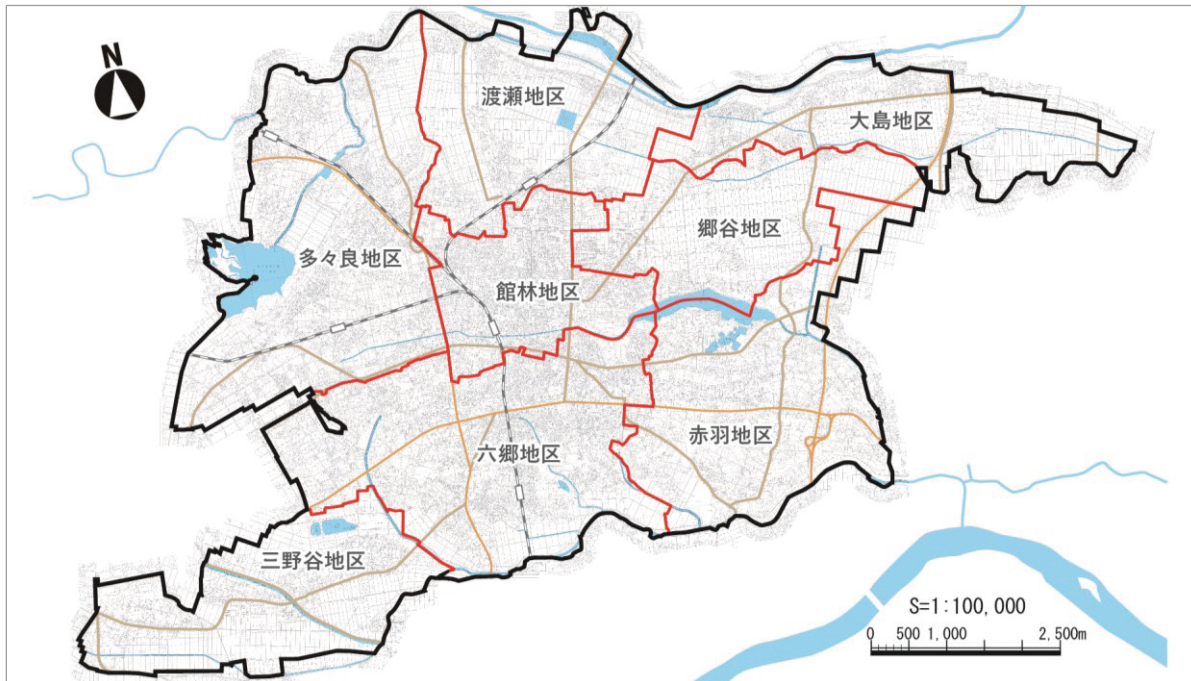 N
渡瀬地区
大島地区
郷谷地区
多々良地区
館林地区
赤羽地区
六郷地区
三野谷地区
S=1:100,000
0 500 1,000 2,500m